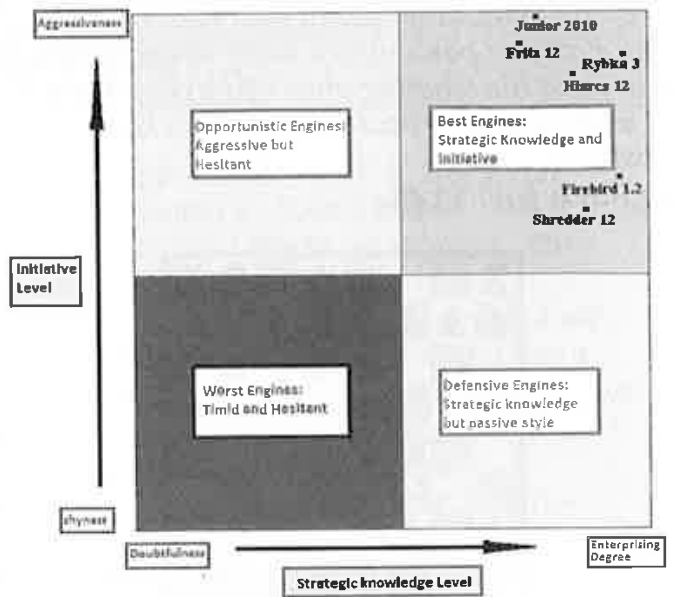 Aggressiveness
Junior 2010
Fritz 12
Rybka 3
Hiarcs 12
Opportunistic Engines:
Aggressive but
Hesitant
Best Engines:
Strategic Knowledge and
Initiative
Firebird 1.2
Shredder 12
Initiative
Level
Worst Engines:
Timid and Hesitant
Defensive Engines:
Strategic knowledge
but passive style
shyness
Doubtfulness
Enterprising
Degree
Strategic knowledge Level